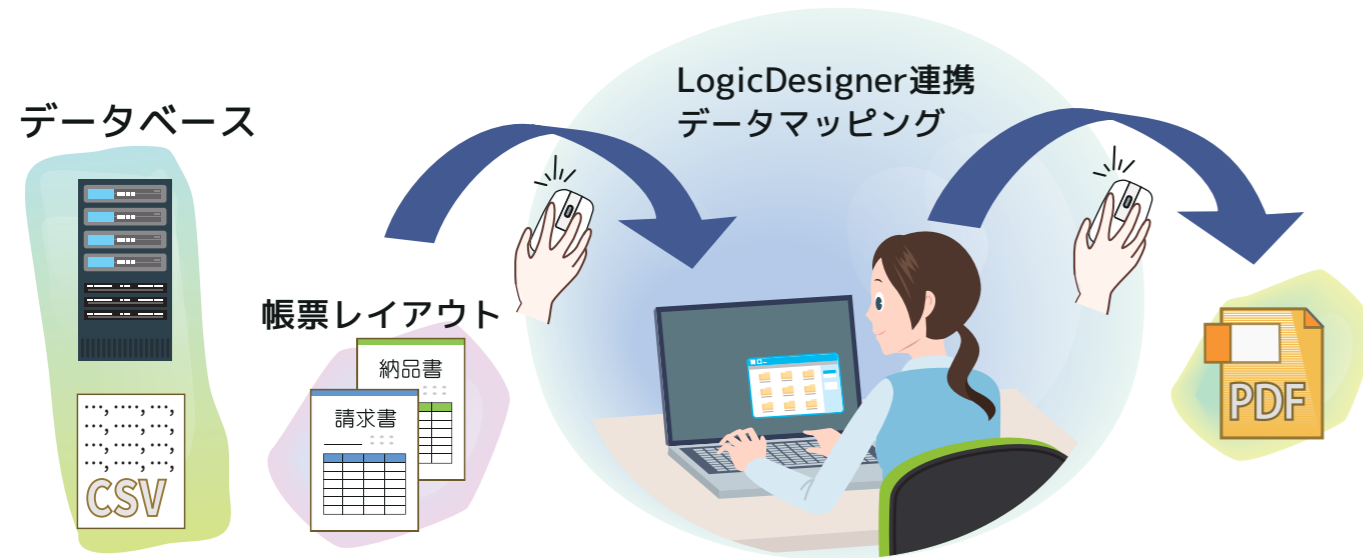 データベース
CSV
帳票レイアウト
納品書
請求書
LogicDesigner連携
データマッピング
PDF